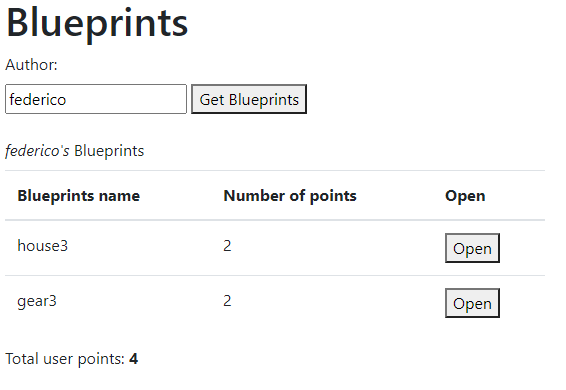 Blueprints
Author:
federico Get Blueprints
federico's Blueprints
Blueprints name Number of points Open
house3 2 Open
gear3 2 Open
Total user points: 4